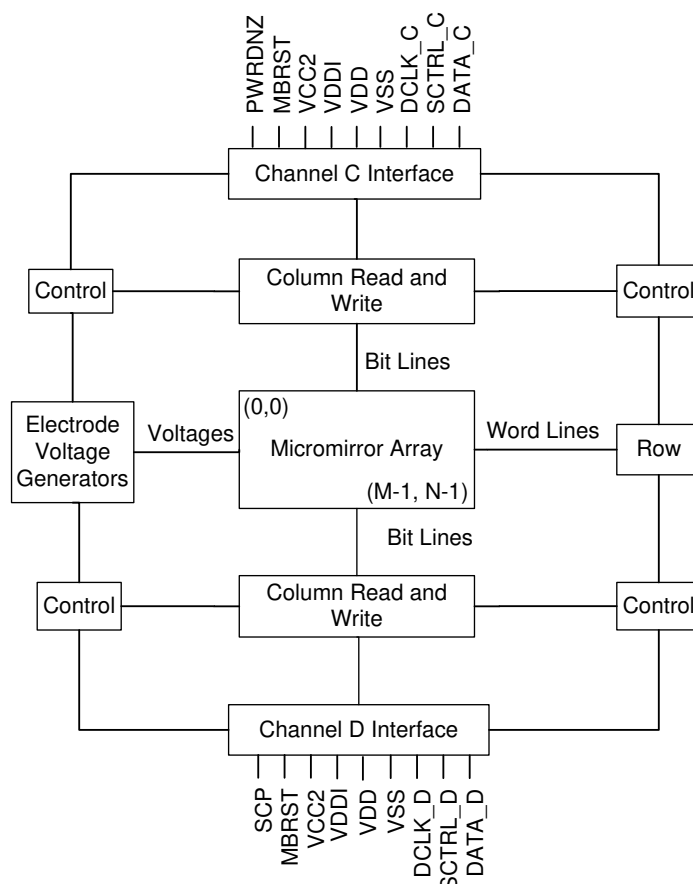 PWRDNZ
MBRST
VCC2
VDDI
VDD
VSS
DCLK_C
SCTRL_C
DATA_C
Channel C Interface
Control
Column Read and
Write
Control
Bit Lines
(0,0)
Micromirror Array
(M-1, N-1)
Electrode
Voltage
Generators
Voltages
Word Lines
Row
Bit Lines
Control
Column Read and
Write
Control
Channel D Interface
SCP
MBRST
VCC2
VDDI
VDD
VSS
DCLK_D
SCTRL_D
DATA_D